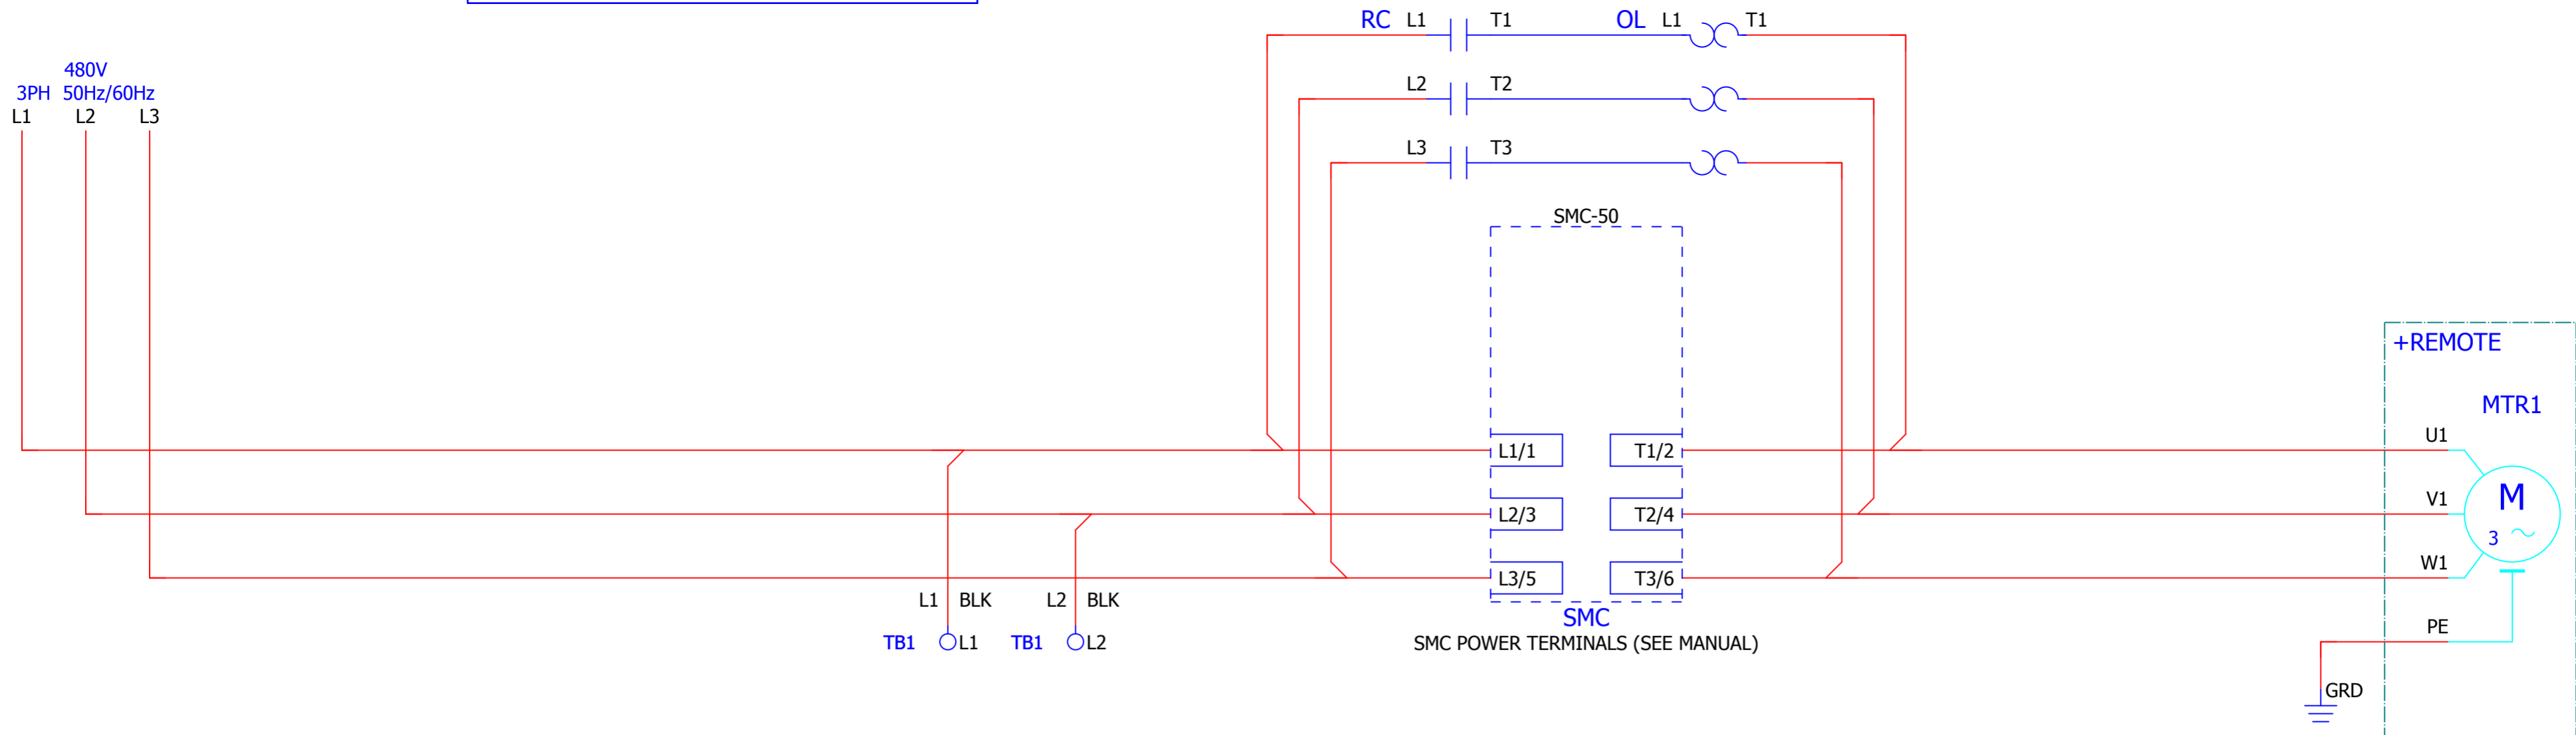 RC L1 T1 OL L1 T1
480V
3PH 50Hz/60Hz
L1 L2 L3
L2 T2
L3 T3
SMC-50
+REMOTE
MTR1
L1/1 T1/2 U1
L2/3 T2/4 V1
M
3
L3/5 T3/6 W1
L1 BLK L2 BLK
SMC
PE
TB1 L1 TB1 L2 SMC POWER TERMINALS (SEE MANUAL)
GRD